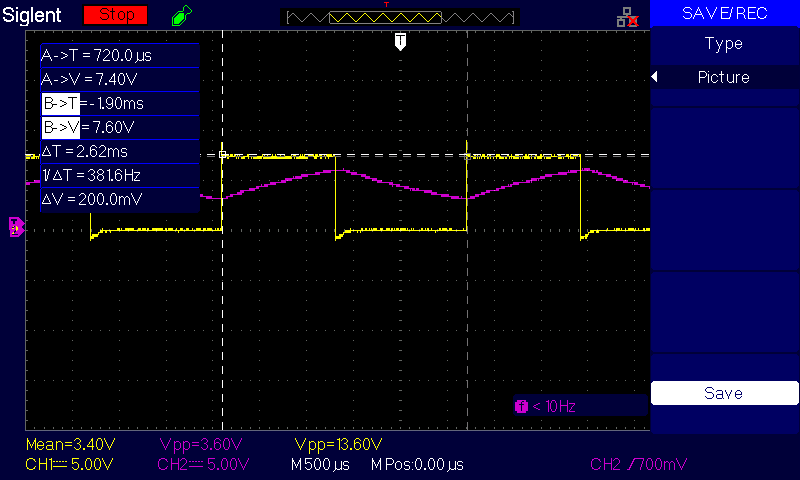 Siglent Stop T SAVE/REC
T Type
A->T = 720.0µs
A->V = 7.40V Picture
B->T=-1.90ms
B->V=7.60V
ΔT = 2.62ms
1/ΔT = 381.6Hz
ΔV = 200.0mV
T < 10Hz Save
Mean=3.40V Vpp=3.60V Vpp=13.60V
CH1 5.00V CH2 5.00V M 500µs M Pos:0.00µs CH2 /700mV